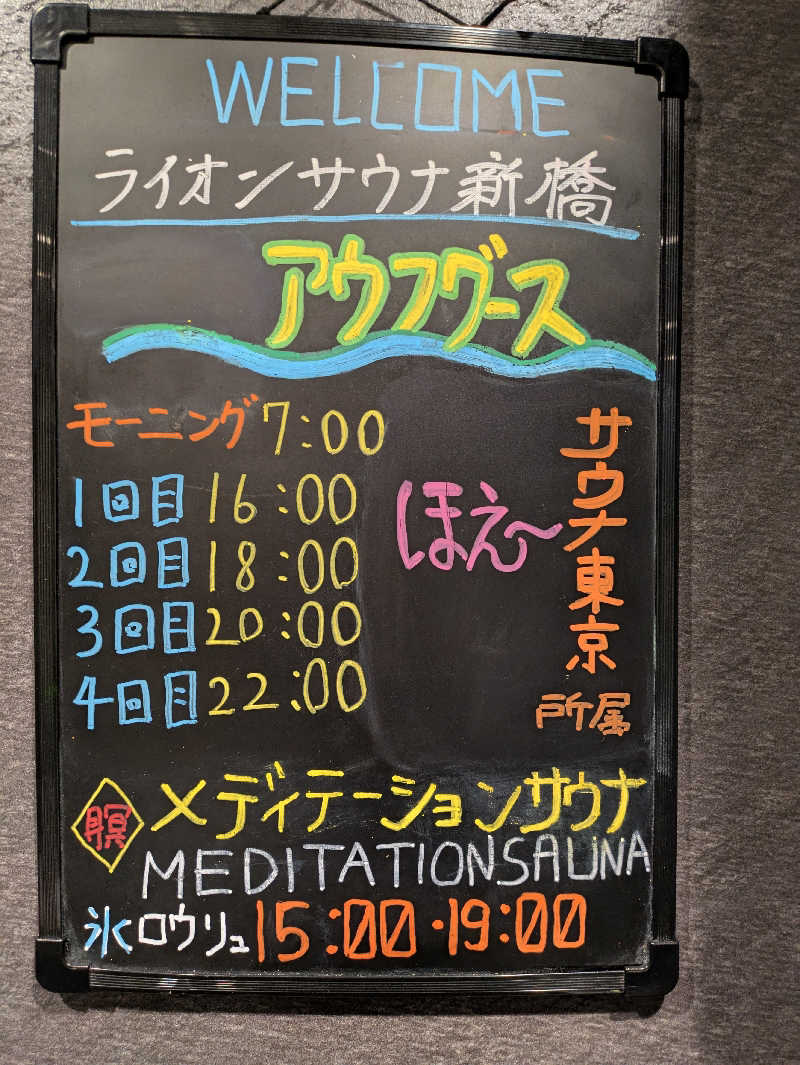 WELCOME
ライオンサウナ新橋
アウフグース
モーニング 7:00
1回目 16:00
2回目 18:00
3回目 20:00
4回目 22:00
ほえ〜
サウナ東京
所属
瞑 メディテーションサウナ
MEDITATIONSAUNA
氷ロウリュ 15:00・19:00